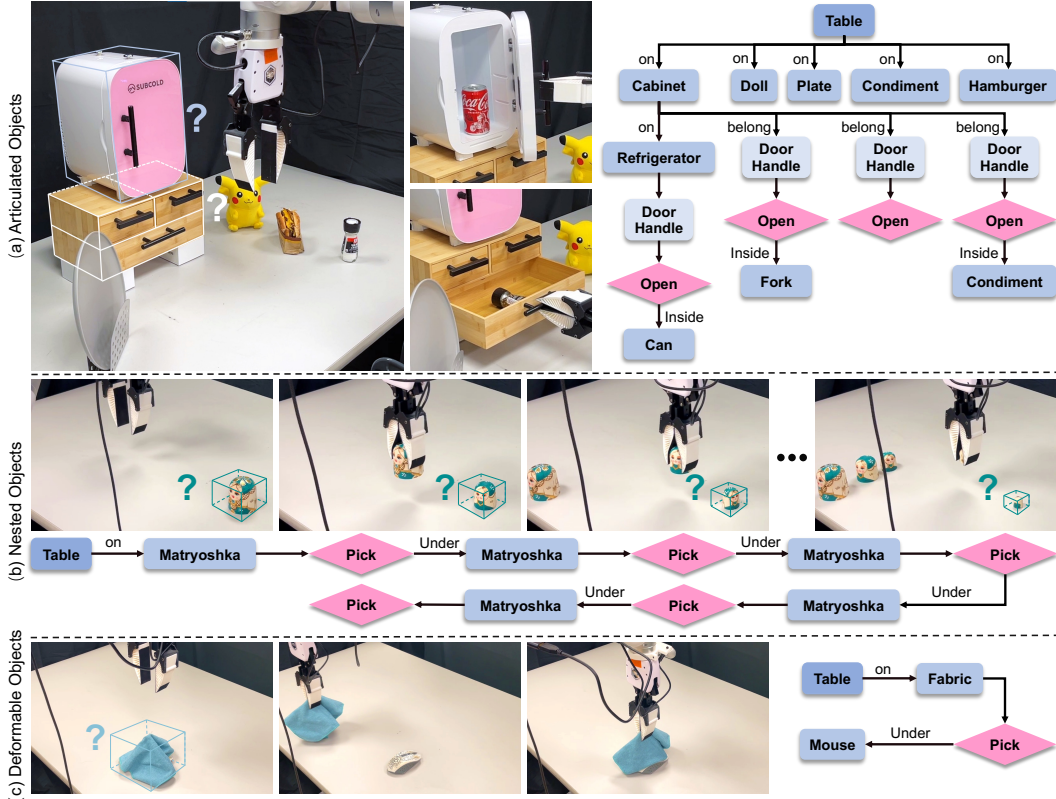 (a) Articulated Objects
SUBCOLD
?
?
Coca-Cola
Table
on
on
on
on
on
Cabinet
Doll
Plate
Condiment
Hamburger
on
belong
belong
belong
Refrigerator
Door
Handle
Door
Handle
Door
Handle
Door
Handle
Open
Open
Open
Open
Inside
Inside
Inside
Fork
Condiment
Can
(b) Nested Objects
?
?
?
•••
?
Table
on
Matryoshka
Pick
Under
Matryoshka
Pick
Under
Matryoshka
Pick
Pick
Matryoshka
Under
Pick
Matryoshka
Under
(c) Deformable Objects
?
Table
on
Fabric
Mouse
Under
Pick